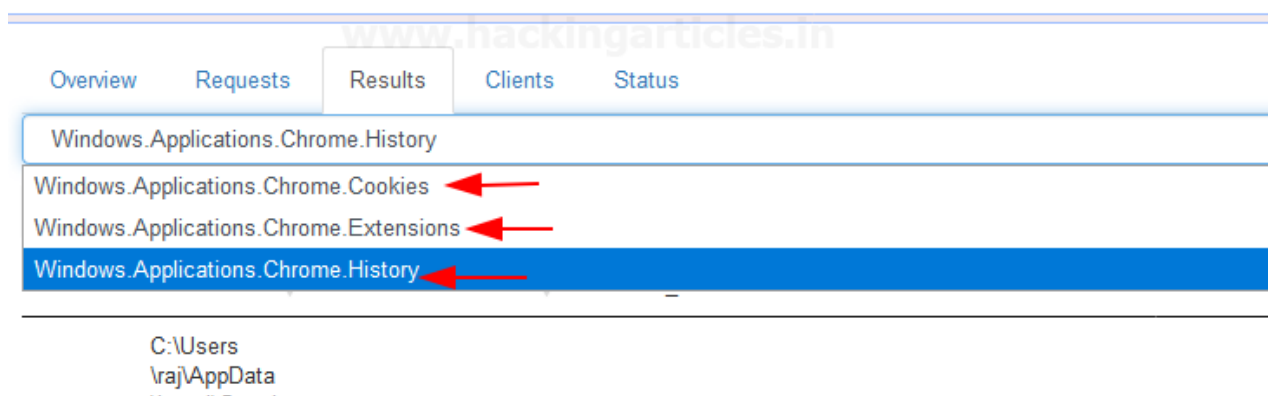 www.hackingarticles.in
Overview Requests Results Clients Status
Windows.Applications.Chrome.History
Windows.Applications.Chrome.Cookies
Windows.Applications.Chrome.Extensions
Windows.Applications.Chrome.History
C:\Users
\raj\AppData